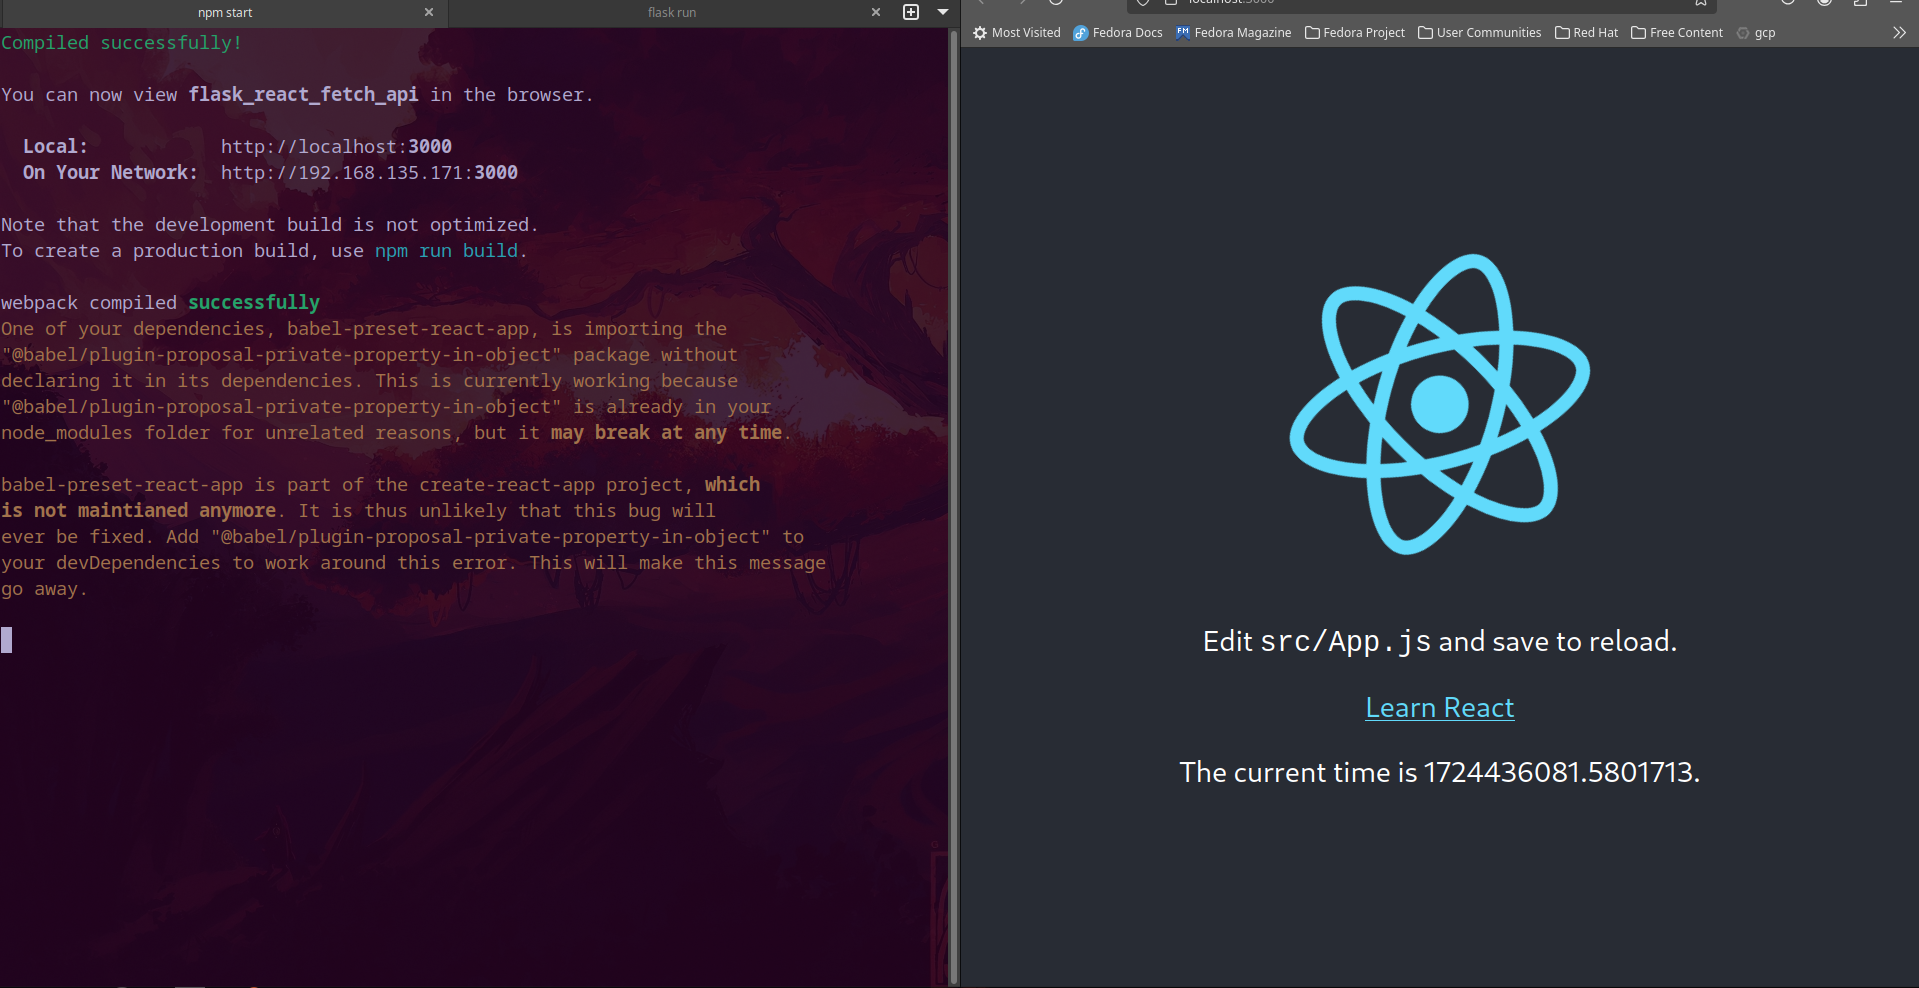 npm start
flask run
Compiled successfully!
You can now view flask_react_fetch_api in the browser.
Local: http://localhost:3000
On Your Network: http://192.168.135.171:3000
Note that the development build is not optimized.
To create a production build, use npm run build.
webpack compiled successfully
One of your dependencies, babel-preset-react-app, is importing the
"@babel/plugin-proposal-private-property-in-object" package without
declaring it in its dependencies. This is currently working because
"@babel/plugin-proposal-private-property-in-object" is already in your
node_modules folder for unrelated reasons, but it may break at any time.
babel-preset-react-app is part of the create-react-app project, which
is not maintianed anymore. It is thus unlikely that this bug will
ever be fixed. Add "@babel/plugin-proposal-private-property-in-object" to
your devDependencies to work around this error. This will make this message
go away.
localhost:3000
Most Visited Fedora Docs Fedora Magazine Fedora Project User Communities Red Hat Free Content gcp
Edit src/App.js and save to reload.
Learn React
The current time is 1724436081.5801713.